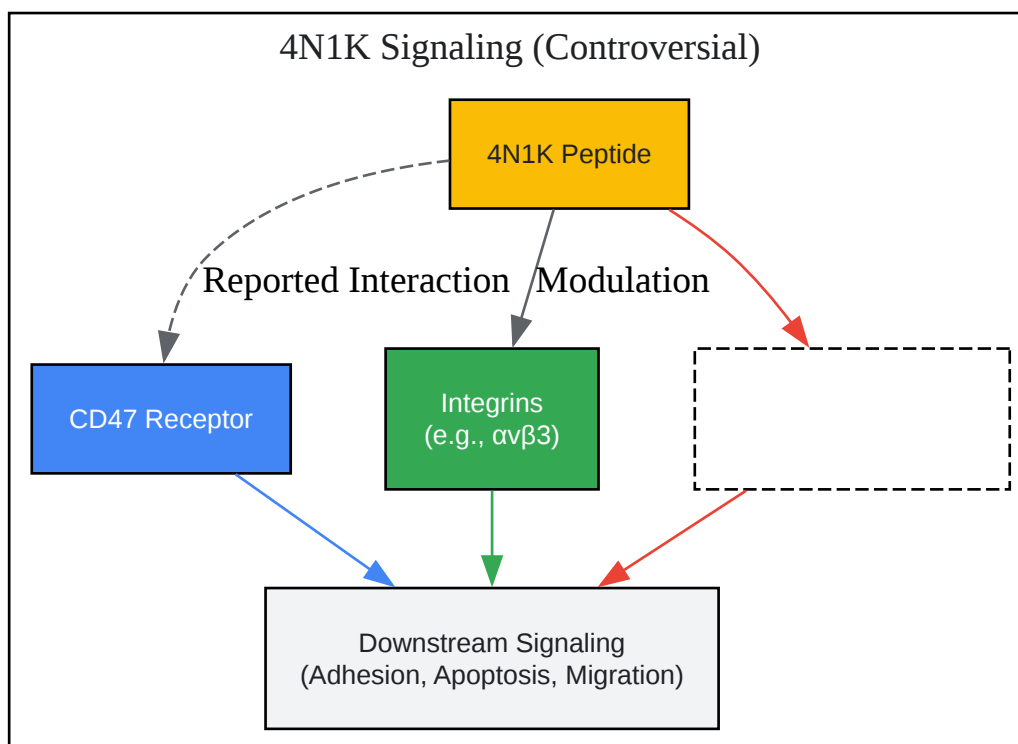 4N1K Signaling (Controversial)
4N1K Peptide
Reported Interaction
Modulation
CD47 Receptor
Integrins
(e.g., αvβ3)
Downstream Signaling
(Adhesion, Apoptosis, Migration)